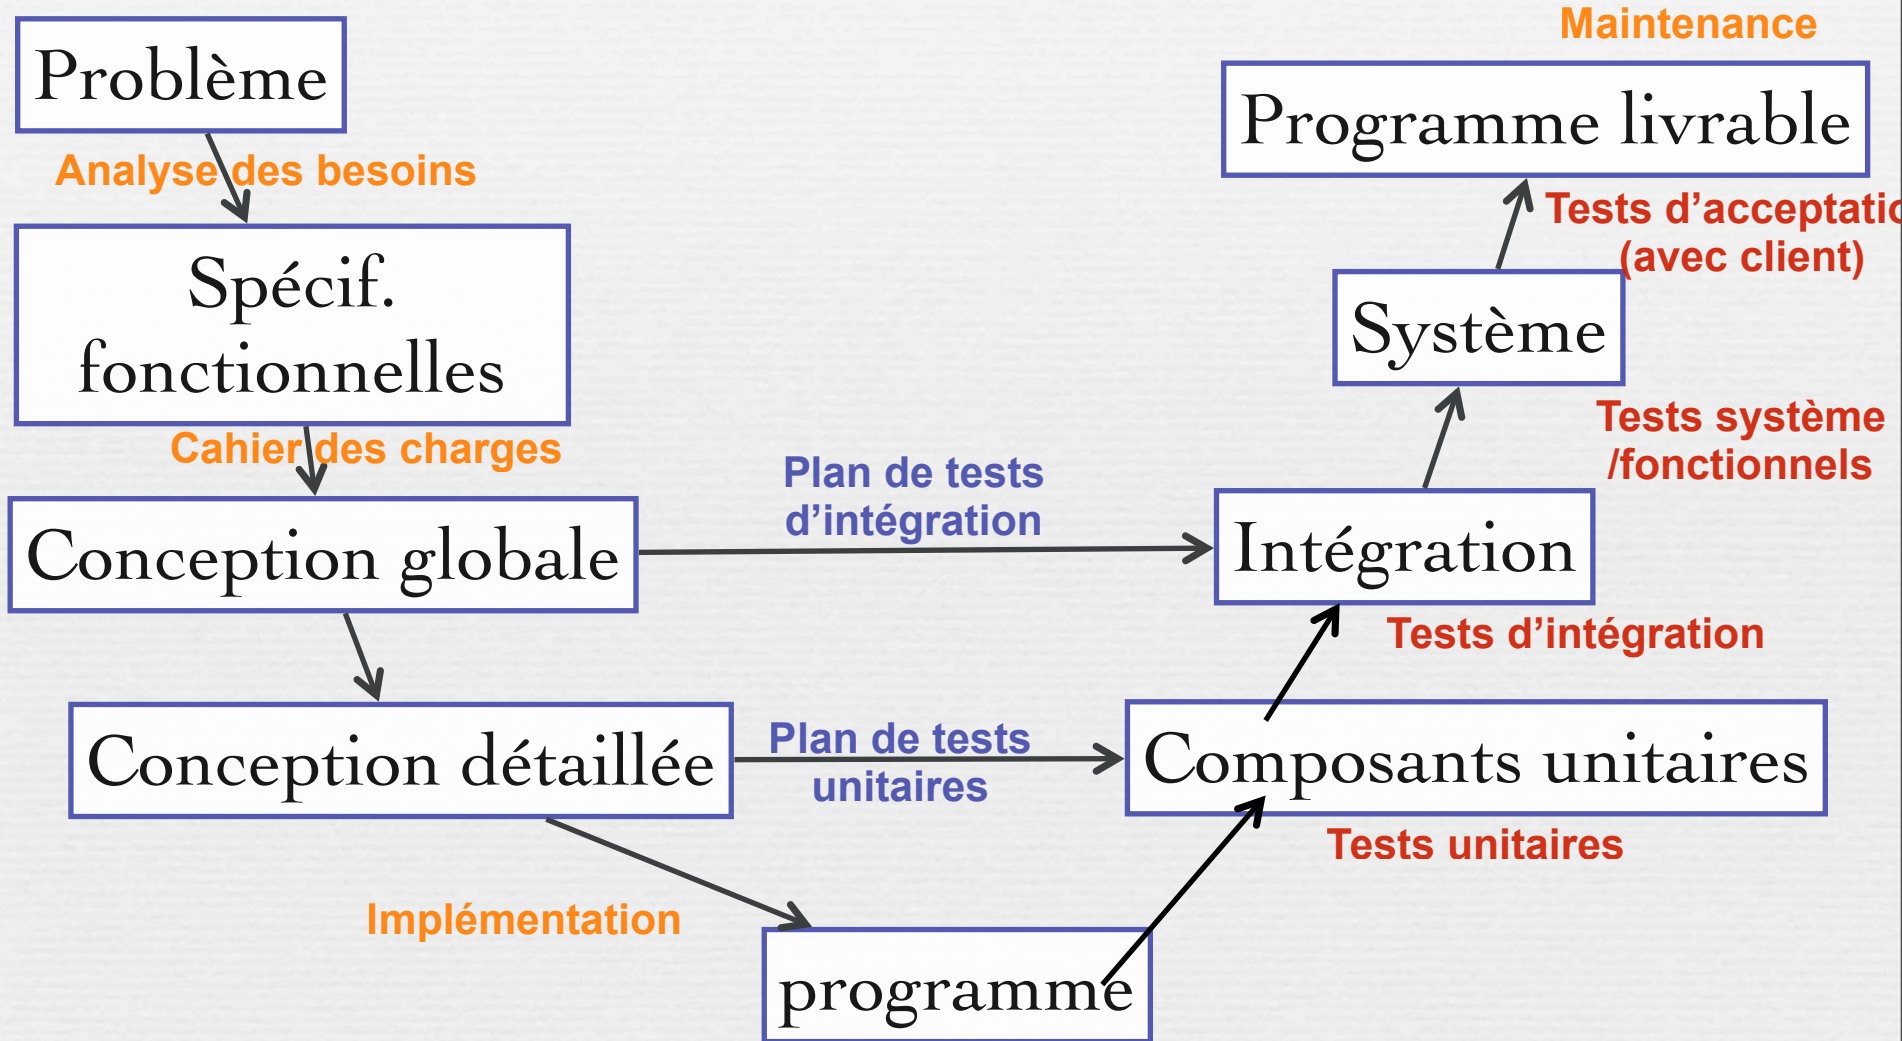 Problème
Analyse des besoins
Spécif.
fonctionnelles
Cahier des charges
Conception globale
Conception détaillée
Implémentation
programme
Plan de tests
d’intégration
Plan de tests
unitaires
Maintenance
Programme livrable
Tests d’acceptatio
(avec client)
Système
Tests système
/fonctionnels
Intégration
Tests d’intégration
Composants unitaires
Tests unitaires